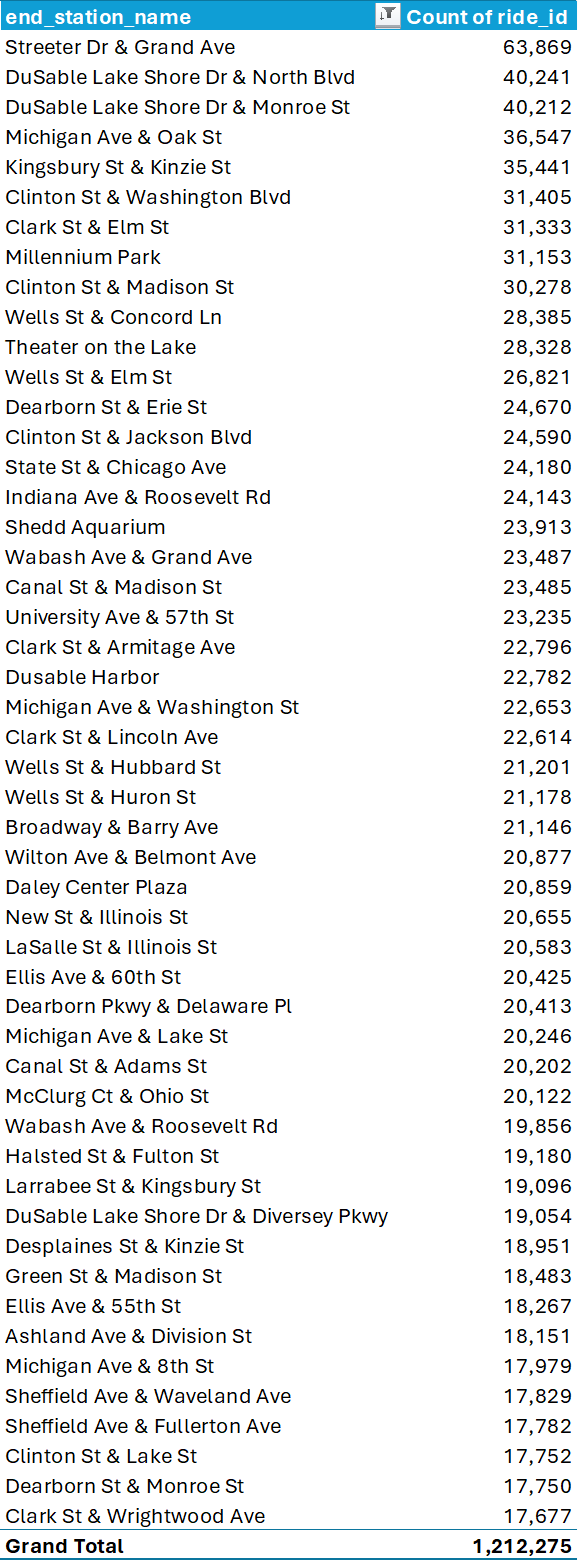 end_station_name Count of ride_id
Streeter Dr & Grand Ave 63,869
DuSable Lake Shore Dr & North Blvd 40,241
DuSable Lake Shore Dr & Monroe St 40,212
Michigan Ave & Oak St 36,547
Kingsbury St & Kinzie St 35,441
Clinton St & Washington Blvd 31,405
Clark St & Elm St 31,333
Millennium Park 31,153
Clinton St & Madison St 30,278
Wells St & Concord Ln 28,385
Theater on the Lake 28,328
Wells St & Elm St 26,821
Dearborn St & Erie St 24,670
Clinton St & Jackson Blvd 24,590
State St & Chicago Ave 24,180
Indiana Ave & Roosevelt Rd 24,143
Shedd Aquarium 23,913
Wabash Ave & Grand Ave 23,487
Canal St & Madison St 23,485
University Ave & 57th St 23,235
Clark St & Armitage Ave 22,796
Dusable Harbor 22,782
Michigan Ave & Washington St 22,653
Clark St & Lincoln Ave 22,614
Wells St & Hubbard St 21,201
Wells St & Huron St 21,178
Broadway & Barry Ave 21,146
Wilton Ave & Belmont Ave 20,877
Daley Center Plaza 20,859
New St & Illinois St 20,655
LaSalle St & Illinois St 20,583
Ellis Ave & 60th St 20,425
Dearborn Pkwy & Delaware Pl 20,413
Michigan Ave & Lake St 20,246
Canal St & Adams St 20,202
McClurg Ct & Ohio St 20,122
Wabash Ave & Roosevelt Rd 19,856
Halsted St & Fulton St 19,180
Larrabee St & Kingsbury St 19,096
DuSable Lake Shore Dr & Diversey Pkwy 19,054
Desplaines St & Kinzie St 18,951
Green St & Madison St 18,483
Ellis Ave & 55th St 18,267
Ashland Ave & Division St 18,151
Michigan Ave & 8th St 17,979
Sheffield Ave & Waveland Ave 17,829
Sheffield Ave & Fullerton Ave 17,782
Clinton St & Lake St 17,752
Dearborn St & Monroe St 17,750
Clark St & Wrightwood Ave 17,677
Grand Total 1,212,275